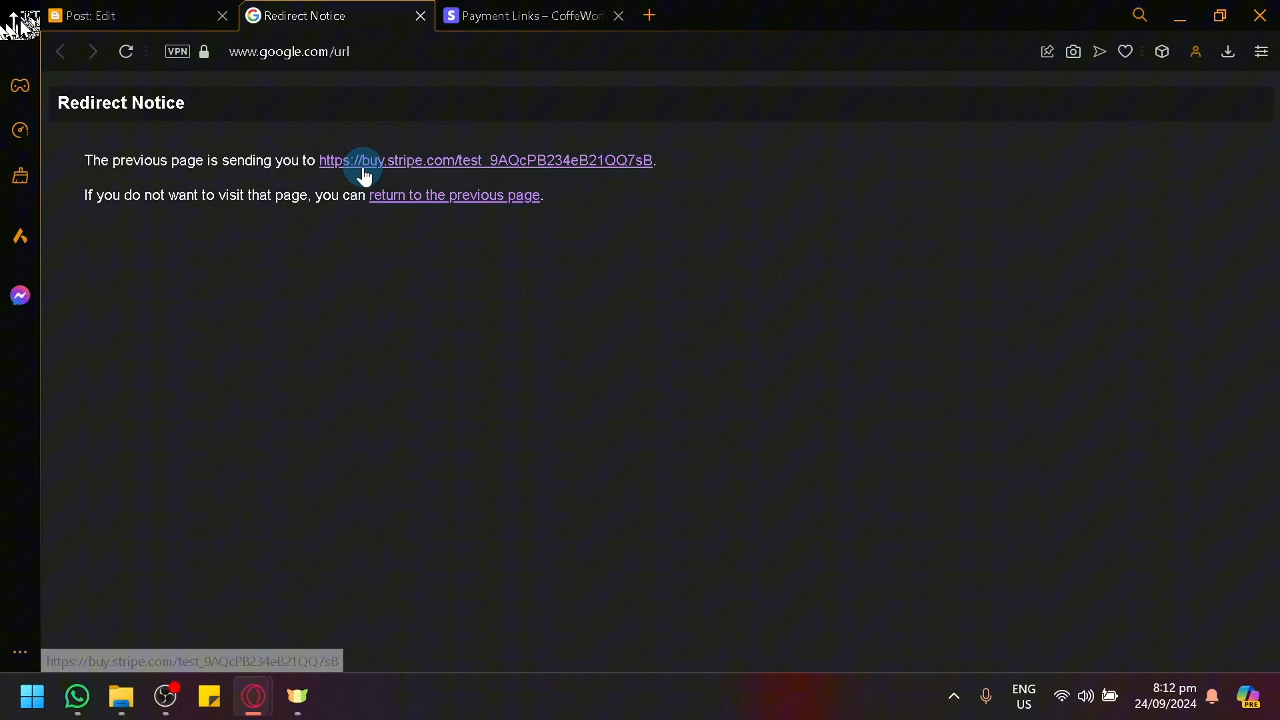 Post: Edit
Redirect Notice
Payment Links – CoffeWor
VPN
www.google.com/url
Redirect Notice
The previous page is sending you to https://buy.stripe.com/test_9AQcPB234eB21QQ7sB.
If you do not want to visit that page, you can return to the previous page.
https://buy.stripe.com/test_9AQcPB234eB21QQ7sB
ENG
US
8:12 pm
24/09/2024
PRE